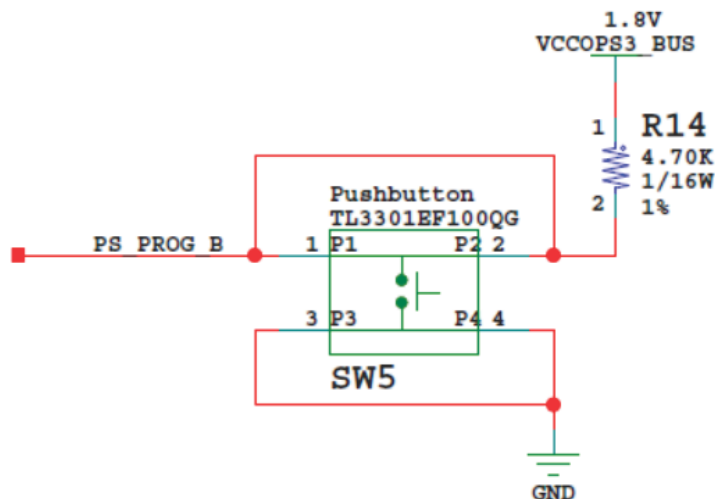 1.8V
VCCOPS3_BUS
1
R14
4.70K
1/16W
1%
2
Pushbutton
TL3301EF100QG
PS_PROG_B
1 P1
P2 2
3 P3
P4 4
SW5
GND